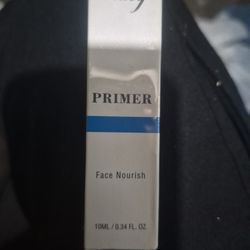 PRIMER
Face Nourish
10ML / 0.34 FL. OZ.